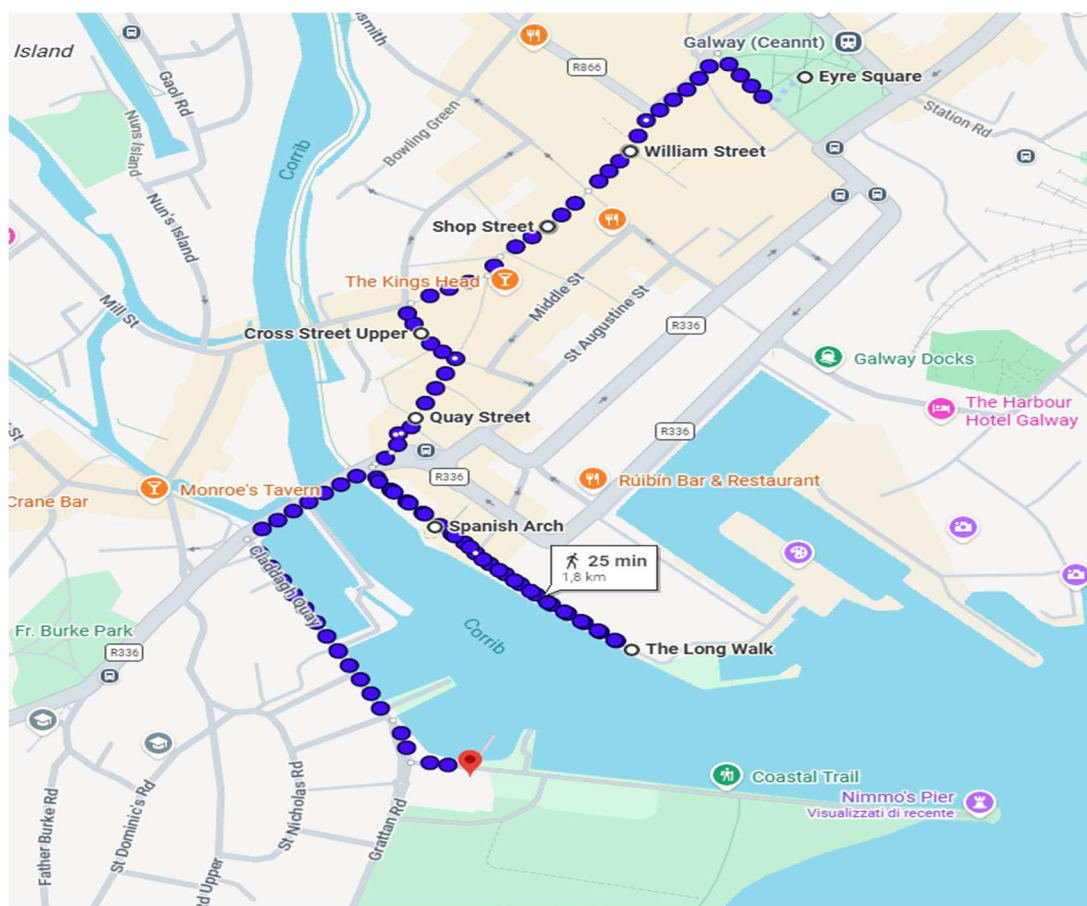 Island
Gaol Rd
Nuns Island
Nun's Island
Corrib
Bowling Green
R866
Galway (Ceannt)
Eyre Square
Station Rd
William Street
Shop Street
The Kings Head
Middle St
St Augustine St
Mill St
Cross Street Upper
R336
Galway Docks
The Harbour
Hotel Galway
Quay Street
R336
R336
Rúibín Bar & Restaurant
Crane Bar
Monroe's Tavern
Spanish Arch
25 min
1,8 km
Claddagh Quay
Corrib
Fr. Burke Park
R336
The Long Walk
Coastal Trail
Nimmo's Pier
Visualizzati di recente
Father Burke Rd
St Dominic's Rd
St Nicholas Rd
Grattan Rd
Rd Upper